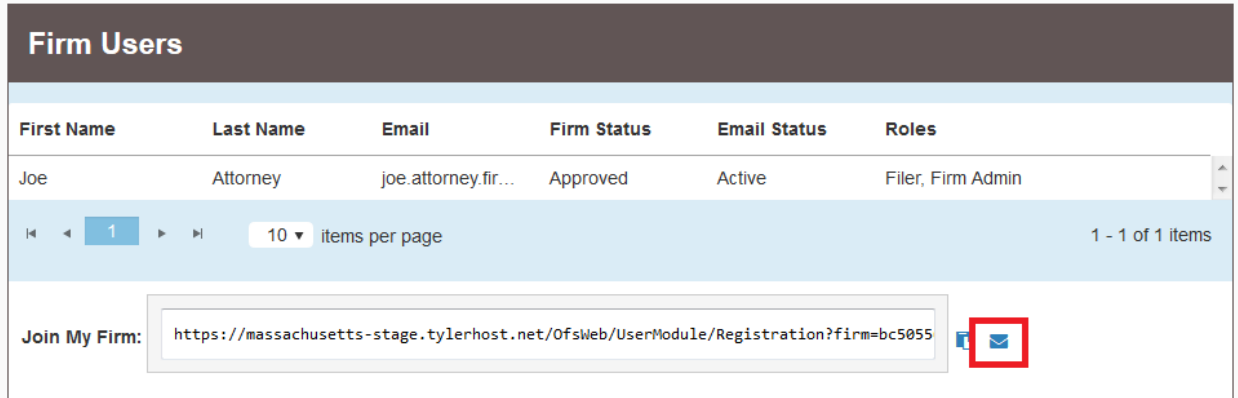 Firm Users
First Name Last Name Email Firm Status Email Status Roles
Joe Attorney joe.attorney.fir... Approved Active Filer, Firm Admin
1 10 items per page 1 - 1 of 1 items
Join My Firm: https://massachusetts-stage.tylerhost.net/OfsWeb/UserModule/Registration?firm=bc5055